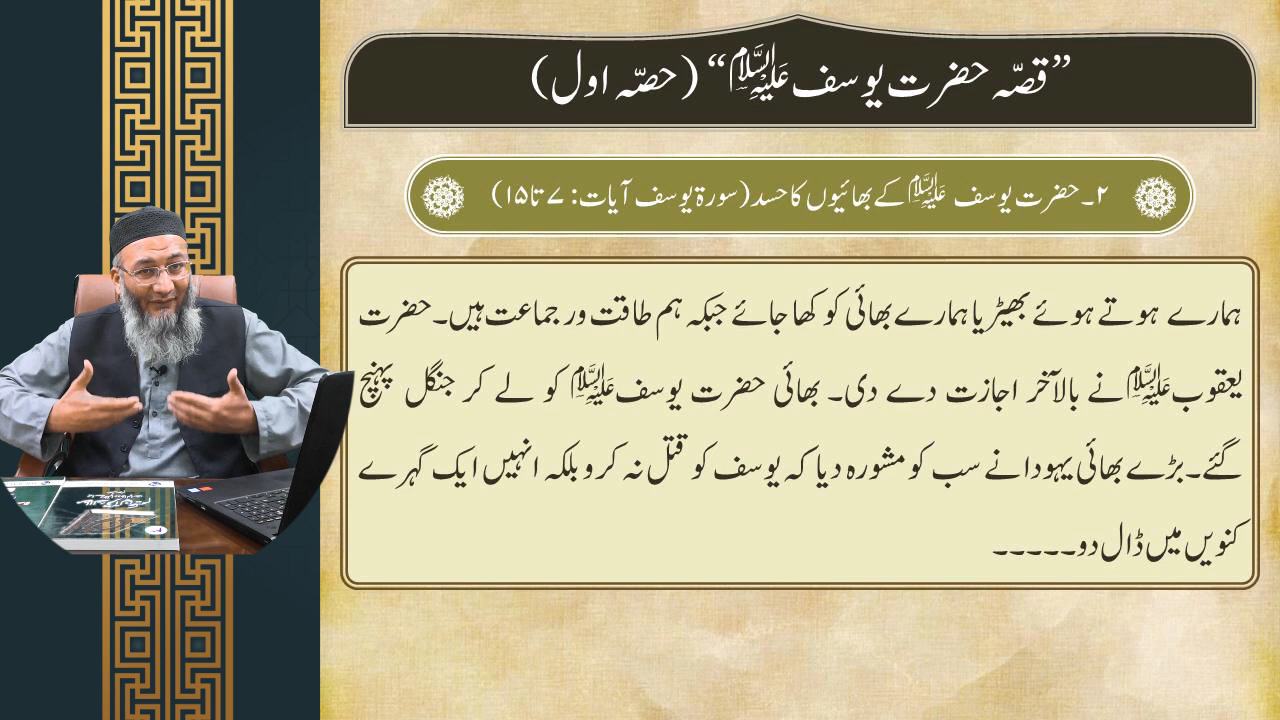 ”قصّہ حضرت یوسف علیہ السلام“ (حصّہ اول)
۲۔حضرت یوسف علیہ السلام کے بھائیوں کا حسد (سورۃ یوسف آیات: ۷ تا ۱۵)
ہمارے ہوتے ہوئے بھیڑیا ہمارے بھائی کو کھا جائے جبکہ ہم طاقت ور جماعت ہیں۔ حضرت
یعقوب علیہ السلام نے بالآخر اجازت دے دی۔ بھائی حضرت یوسف علیہ السلام کو لے کر جنگل پہنچ
گئے۔ بڑے بھائی یہودا نے سب کو مشورہ دیا کہ یوسف کو قتل نہ کرو بلکہ انہیں ایک گہرے
کنویں میں ڈال دو۔۔۔۔۔